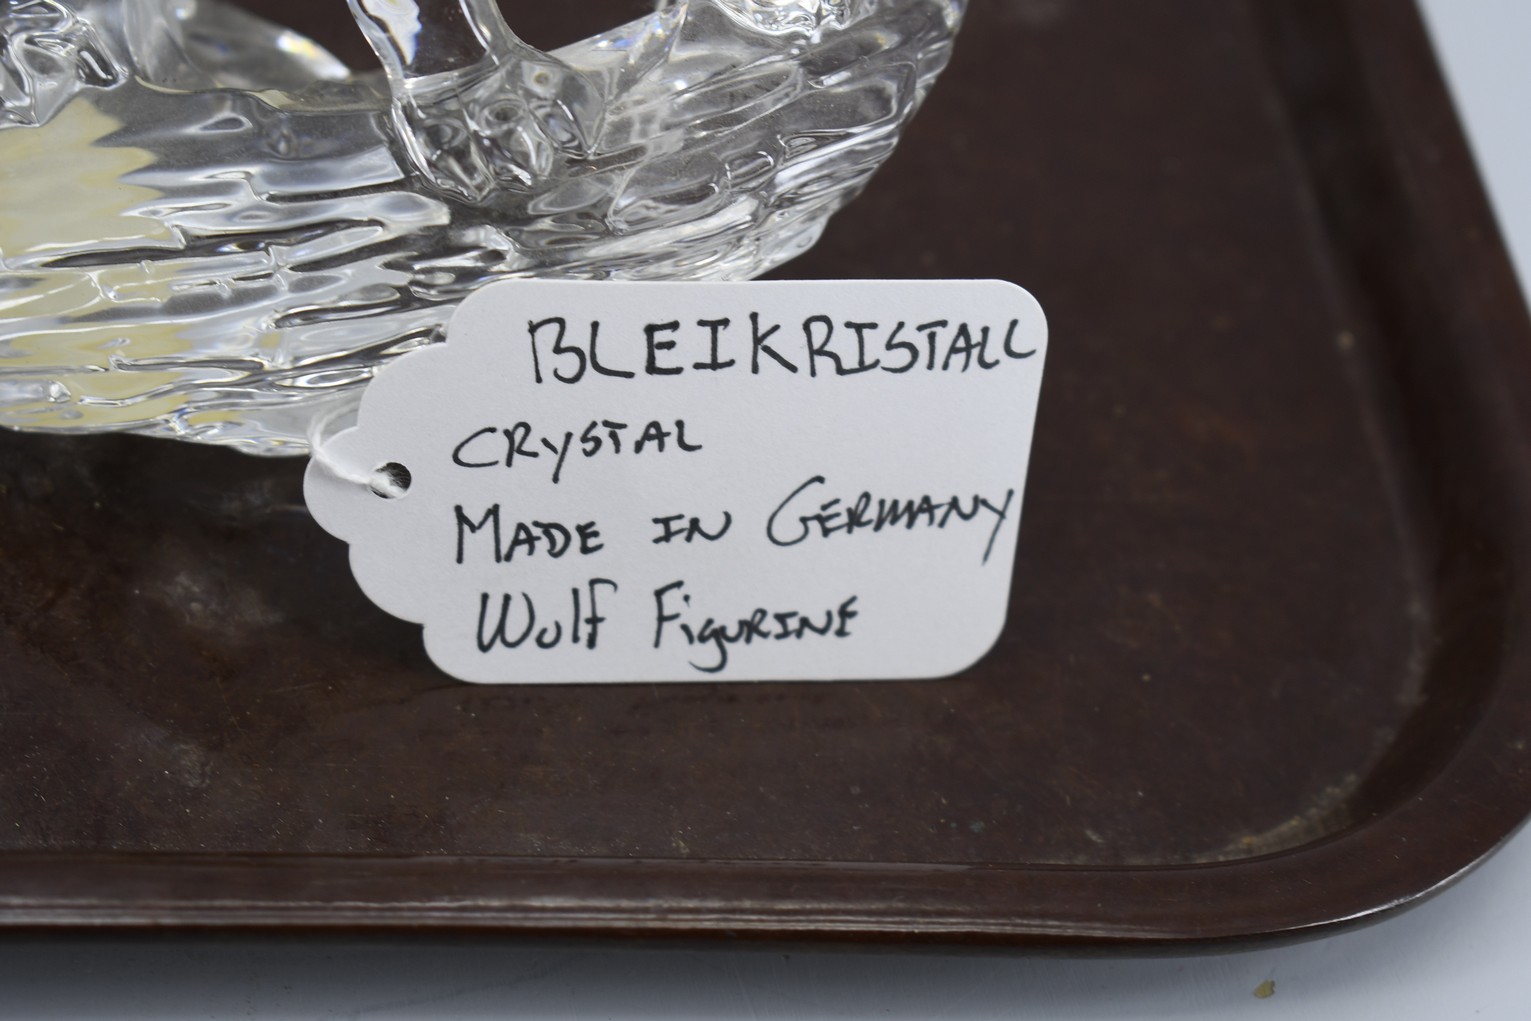 BLEIKRISTALL
CRYSTAL
MADE IN GERMANY
Wolf FigURINE